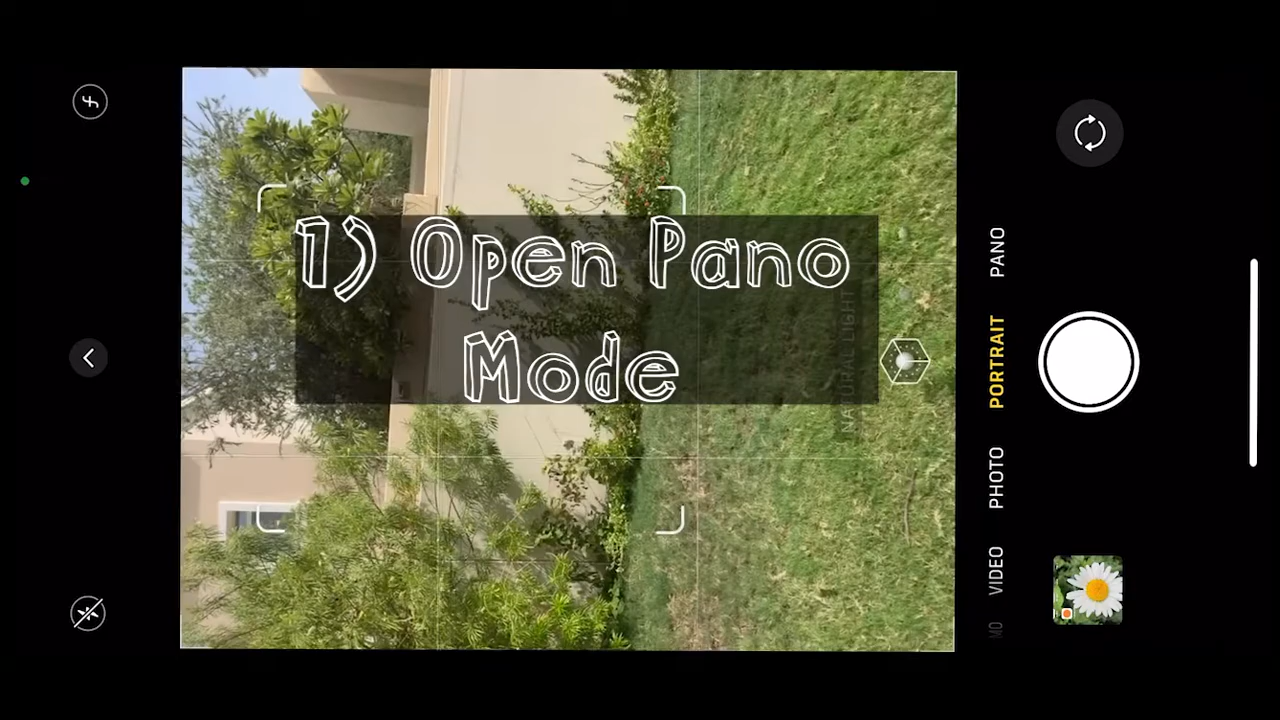 1) Open Pano
Mode
NATURAL LIGHT
PANO
PORTRAIT
PHOTO
VIDEO